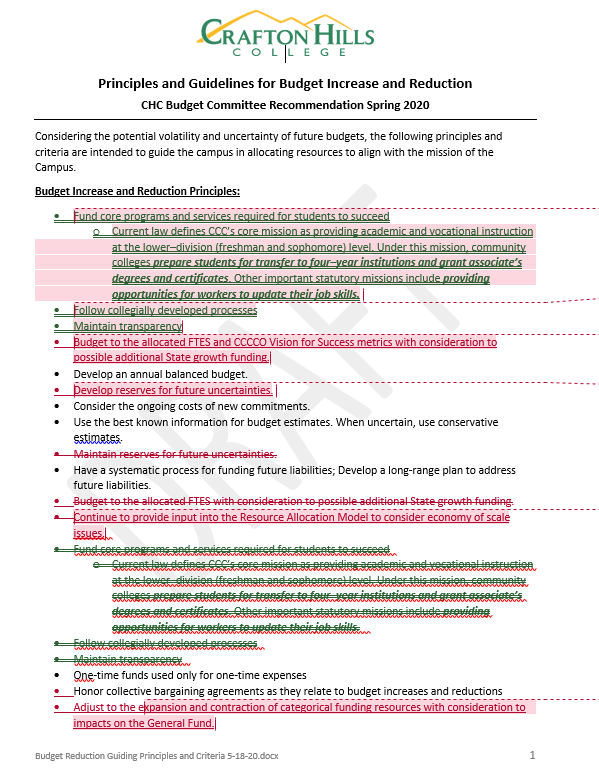 CRAFTON HILLS
COLLEGE
Principles and Guidelines for Budget Increase and Reduction
CHC Budget Committee Recommendation Spring 2020
Considering the potential volatility and uncertainty of future budgets, the following principles and
criteria are intended to guide the campus in allocating resources to align with the mission of the
Campus.
Budget Increase and Reduction Principles:
• Fund core programs and services required for students to succeed
o Current law defines CCC's core mission as providing academic and vocational instruction
at the lower–division (freshman and sophomore) level. Under this mission, community
colleges prepare students for transfer to four–year institutions and grant associate's
degrees and certificates. Other important statutory missions include providing
opportunities for workers to update their job skills.
• Follow collegially developed processes
• Maintain transparency
• Budget to the allocated FTES and CCCCO Vision for Success metrics with consideration to
possible additional State growth funding.
• Develop an annual balanced budget.
• Develop reserves for future uncertainties.
• Consider the ongoing costs of new commitments.
• Use the best known information for budget estimates. When uncertain, use conservative
estimates.
• Maintain reserves for future uncertainties.
• Have a systematic process for funding future liabilities; Develop a long-range plan to address
future liabilities.
• Budget to the allocated FTES with consideration to possible additional State growth funding.
• Continue to provide input into the Resource Allocation Model to consider economy of scale
issues.
• Fund core programs and services required for students to succeed
o Current law defines CCC's core mission as providing academic and vocational instruction
at the lower–division (freshman and sophomore) level. Under this mission, community
colleges prepare students for transfer to four–year institutions and grant associate's
degrees and certificates. Other important statutory missions include providing
opportunities for workers to update their job skills.
• Follow collegially developed processes
• Maintain transparency
• One-time funds used only for one-time expenses
• Honor collective bargaining agreements as they relate to budget increases and reductions
• Adjust to the expansion and contraction of categorical funding resources with consideration to
impacts on the General Fund.
DRAFT
Budget Reduction Guiding Principles and Criteria 5-18-20.docx 1